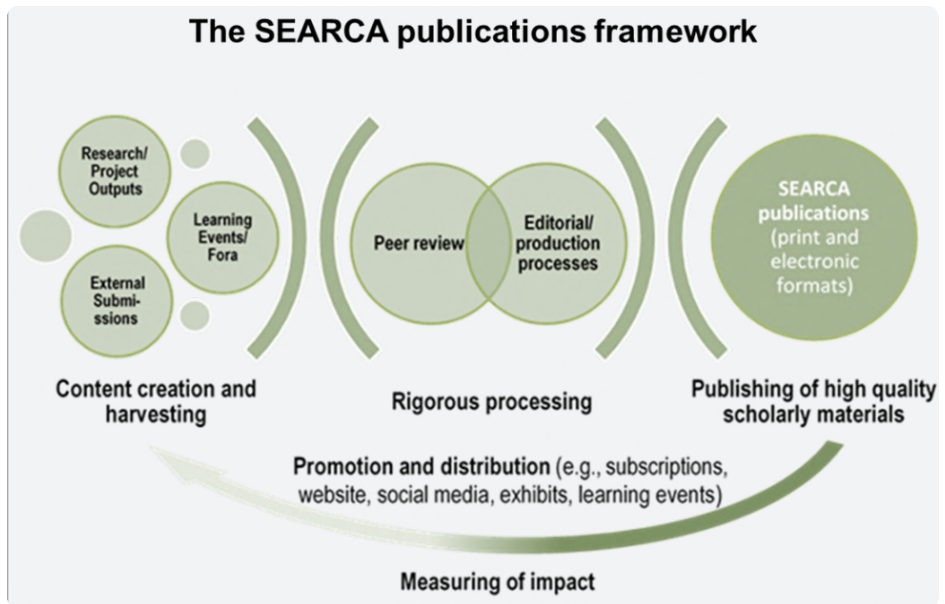 The SEARCA publications framework
Research/
Project
Outputs
Learning
Events/
Fora
External
Submi-
ssions
Peer review
Editorial/
production
processes
SEARCA
publications
(print and
electronic
formats)
Content creation and
harvesting
Rigorous processing
Publishing of high quality
scholarly materials
Promotion and distribution (e.g., subscriptions,
website, social media, exhibits, learning events)
Measuring of impact